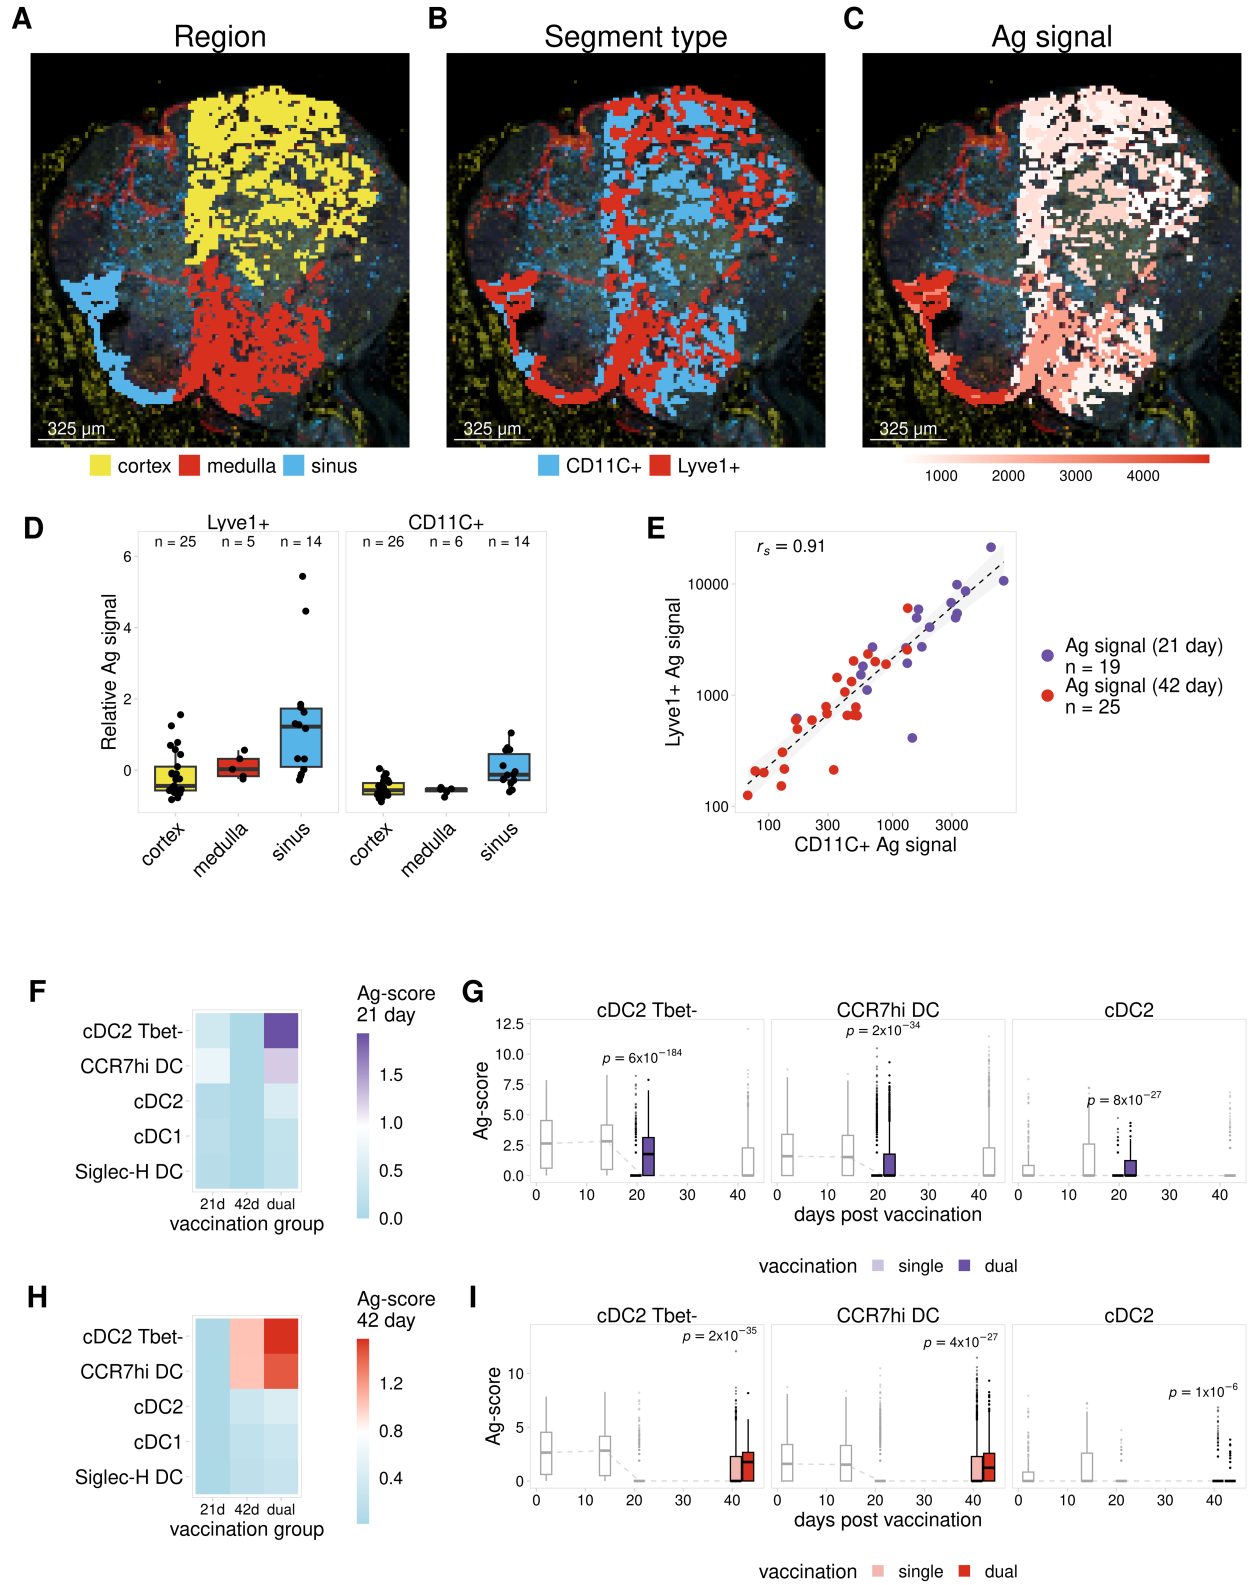 A
B
C
Region
Segment type
Ag signal
325 µm
325 µm
325 µm
cortex medulla sinus
CD11C+ Lyve1+
1000 2000 3000 4000
D
E
Lyve1+
CD11C+
n = 25 n = 5 n = 14
n = 26 n = 6 n = 14
Relative Ag signal
6
4
2
0
cortex medulla sinus
cortex medulla sinus
rs = 0.91
Lyve1+ Ag signal
10000
1000
100
100 300 1000 3000
CD11C+ Ag signal
Ag signal (21 day)
n = 19
Ag signal (42 day)
n = 25
F
cDC2 Tbet-
CCR7hi DC
cDC2
cDC1
Siglec-H DC
21d 42d dual
vaccination group
Ag-score
21 day
1.5
1.0
0.5
0.0
G
cDC2 Tbet-
CCR7hi DC
cDC2
p = 6x10−184
p = 2x10−34
p = 8x10−27
Ag-score
12.5
10.0
7.5
5.0
2.5
0.0
0 10 20 30 40
0 10 20 30 40
0 10 20 30 40
days post vaccination
vaccination single dual
H
cDC2 Tbet-
CCR7hi DC
cDC2
cDC1
Siglec-H DC
21d 42d dual
vaccination group
Ag-score
42 day
1.2
0.8
0.4
I
cDC2 Tbet-
CCR7hi DC
cDC2
p = 2x10−35
p = 4x10−27
p = 1x10−6
Ag-score
10
5
0
0 10 20 30 40
0 10 20 30 40
0 10 20 30 40
days post vaccination
vaccination single dual